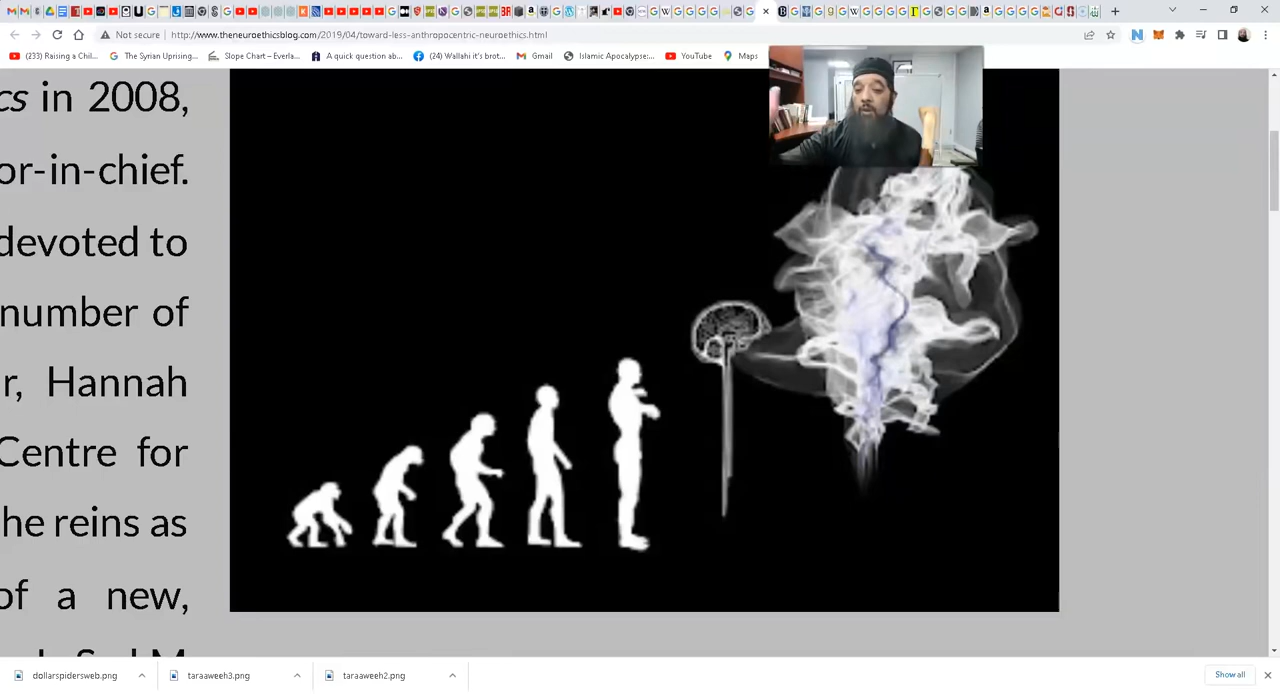 Not secure
http://www.theneuroethicsblog.com/2019/04/toward-less-anthropocentric-neuroethics.html
(233) Raising a Chil...
The Syrian Uprising...
Slope Chart – Everla...
A quick question ab...
(24) Wallahi it's brot...
Gmail
Islamic Apocalypse:...
YouTube
Maps
cs in 2008,
or-in-chief.
devoted to
number of
r, Hannah
Centre for
he reins as
of a new,
dollarspidersweb.png
taraaweeh3.png
taraaweeh2.png
Show all